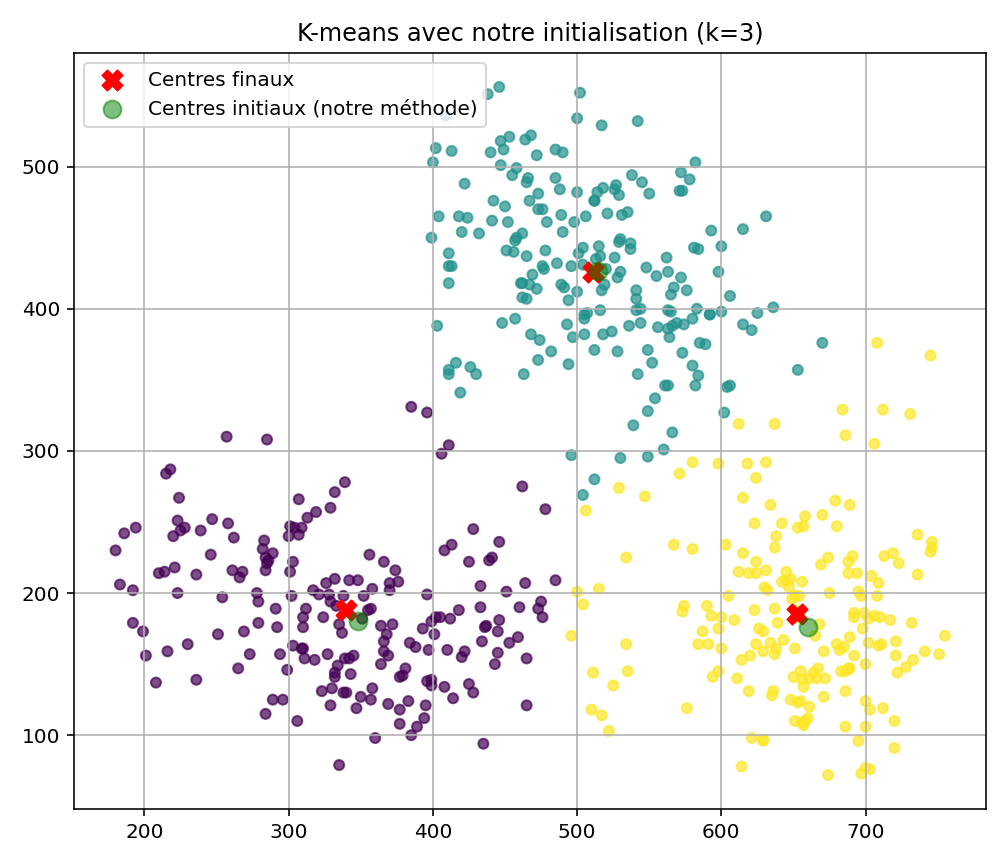 K-means avec notre initialisation (k=3)
Centres finaux
Centres initiaux (notre méthode)
500
400
300
200
100
200 300 400 500 600 700